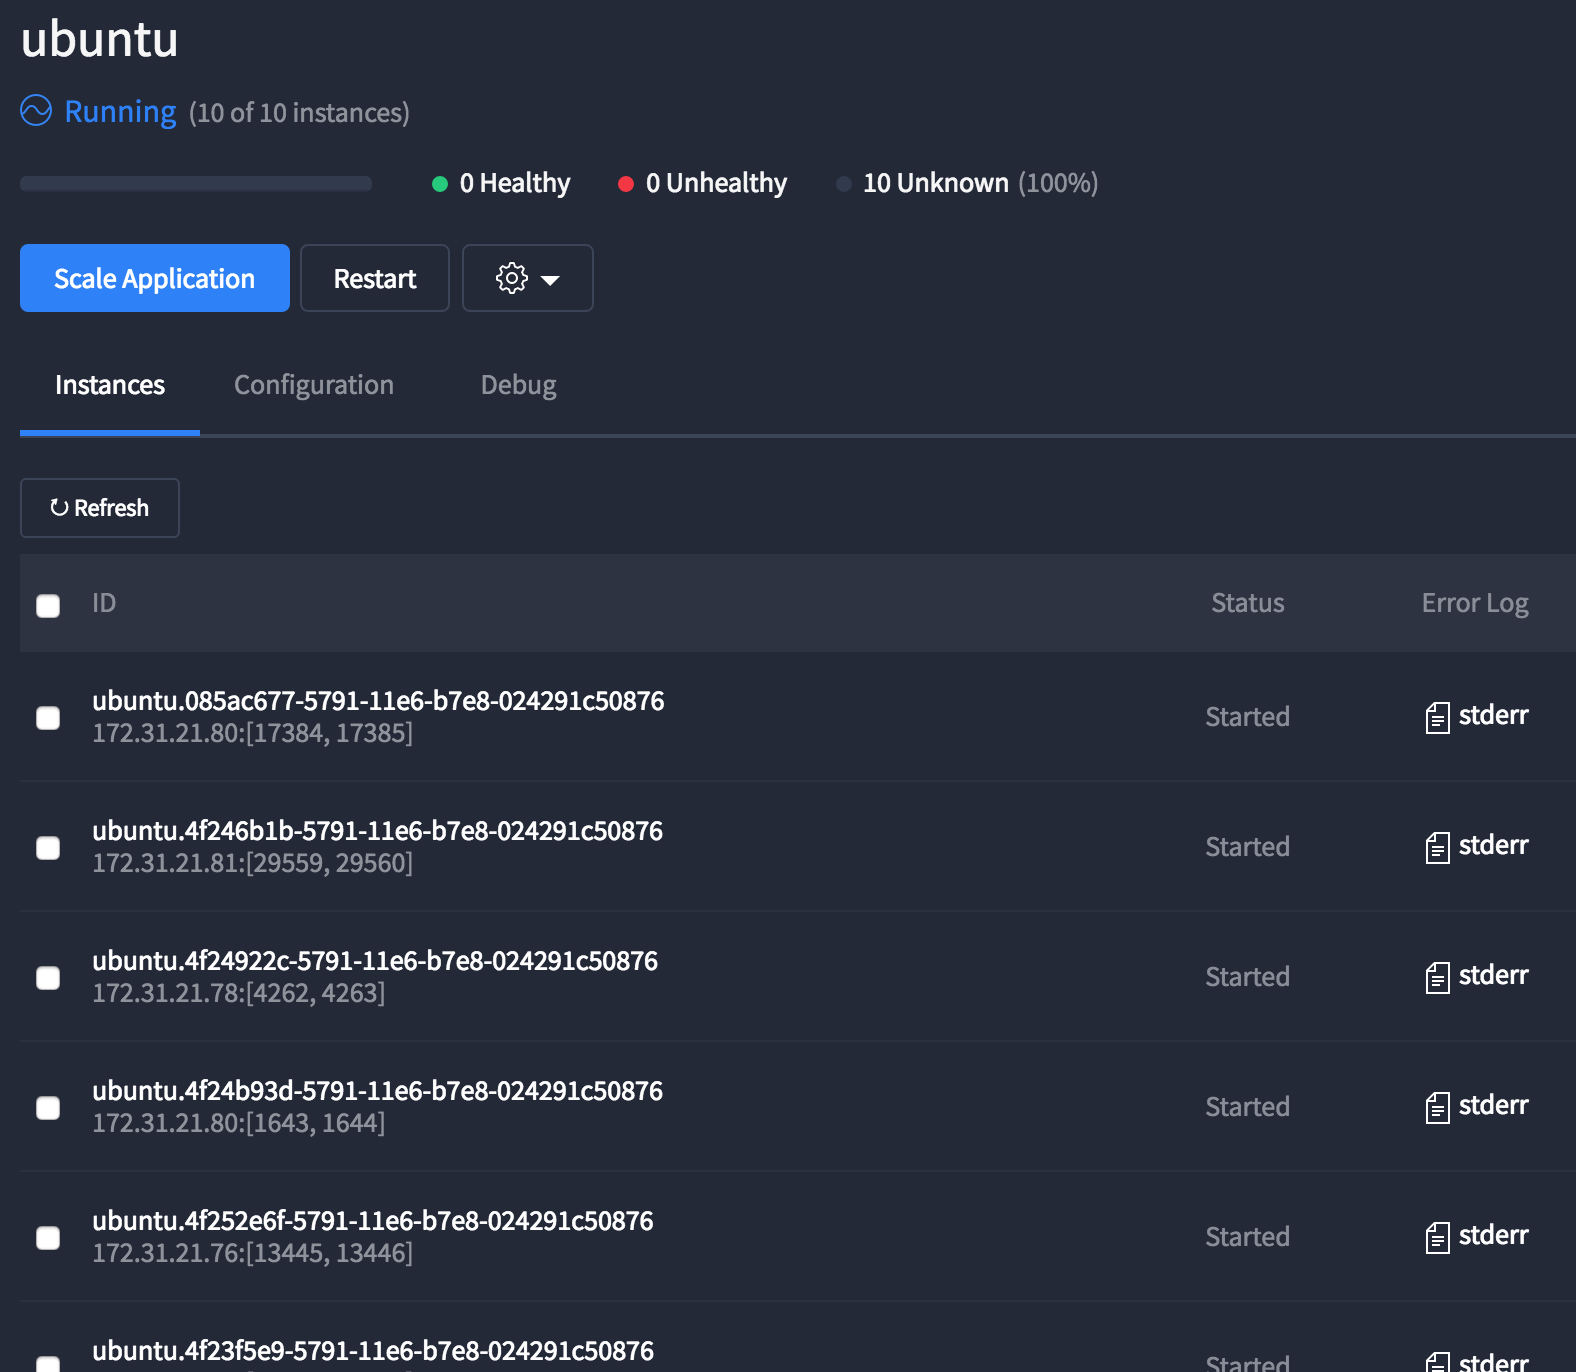 ubuntu
Running (10 of 10 instances)
0 Healthy 0 Unhealthy 10 Unknown (100%)
Scale Application Restart
Instances Configuration Debug
Refresh
ID Status Error Log
ubuntu.085ac677-5791-11e6-b7e8-024291c50876
172.31.21.80:[17384, 17385]
Started stderr
ubuntu.4f246b1b-5791-11e6-b7e8-024291c50876
172.31.21.81:[29559, 29560]
Started stderr
ubuntu.4f24922c-5791-11e6-b7e8-024291c50876
172.31.21.78:[4262, 4263]
Started stderr
ubuntu.4f24b93d-5791-11e6-b7e8-024291c50876
172.31.21.80:[1643, 1644]
Started stderr
ubuntu.4f252e6f-5791-11e6-b7e8-024291c50876
172.31.21.76:[13445, 13446]
Started stderr
ubuntu.4f23f5e9-5791-11e6-b7e8-024291c50876
Started stderr